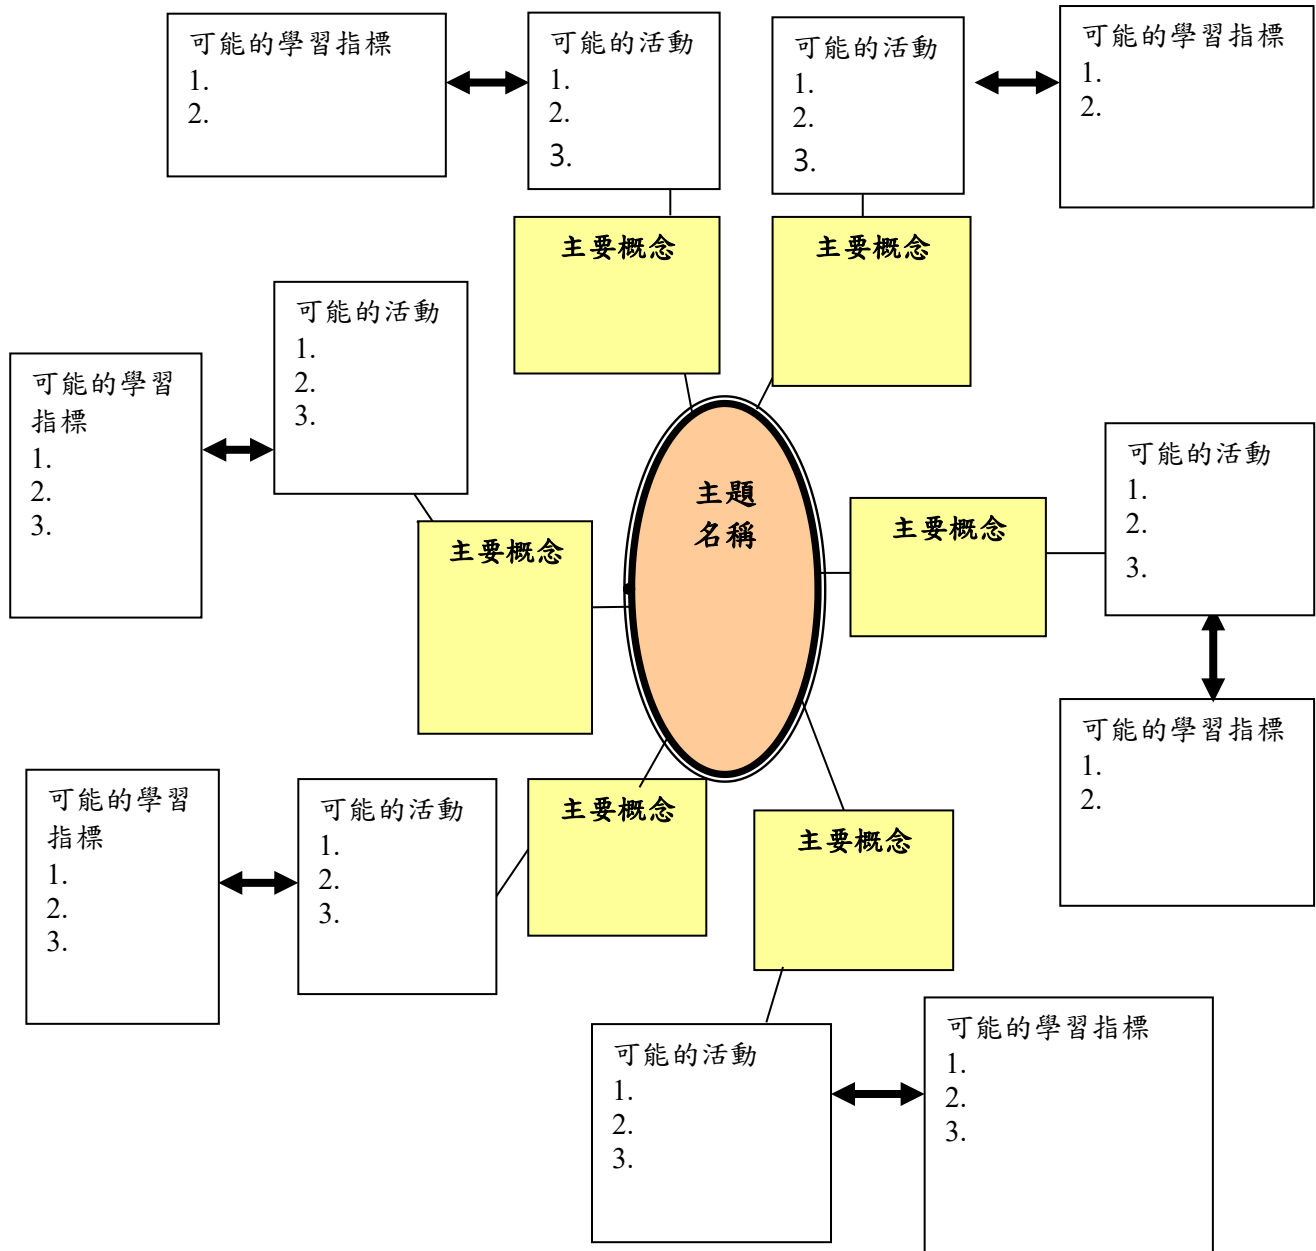 可能的學習指標
1.
2.
可能的活動
1.
2.
3.
可能的活動
1.
2.
3.
可能的學習指標
1.
2.
主要概念
主要概念
可能的學習
指標
1.
2.
3.
可能的活動
1.
2.
3.
主要概念
主題
名稱
主要概念
可能的活動
1.
2.
3.
可能的學習指標
1.
2.
可能的學習
指標
1.
2.
3.
可能的活動
1.
2.
3.
主要概念
主要概念
可能的活動
1.
2.
3.
可能的學習指標
1.
2.
3.